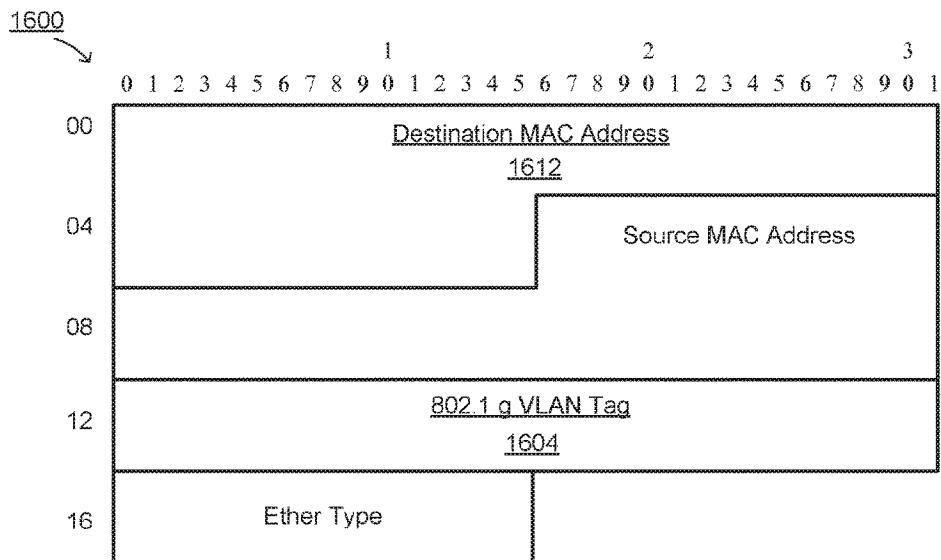 1600
1 2 3
0 1 2 3 4 5 6 7 8 9 0 1 2 3 4 5 6 7 8 9 0 1 2 3 4 5 6 7 8 9 0 1
00
Destination MAC Address
1612
04
Source MAC Address
08
802.1 g VLAN Tag
12
1604
Ether Type
16